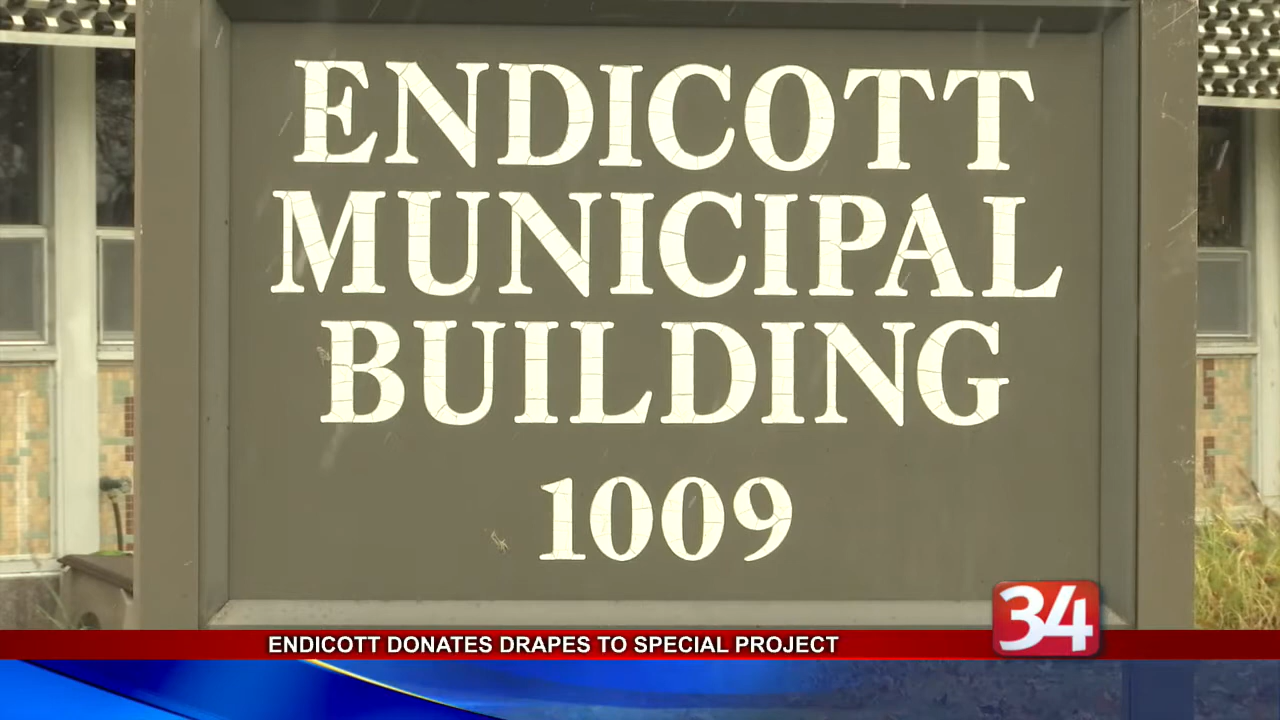 ENDICOTT
MUNICIPAL
BUILDING
1009
34
ENDICOTT DONATES DRAPES TO SPECIAL PROJECT